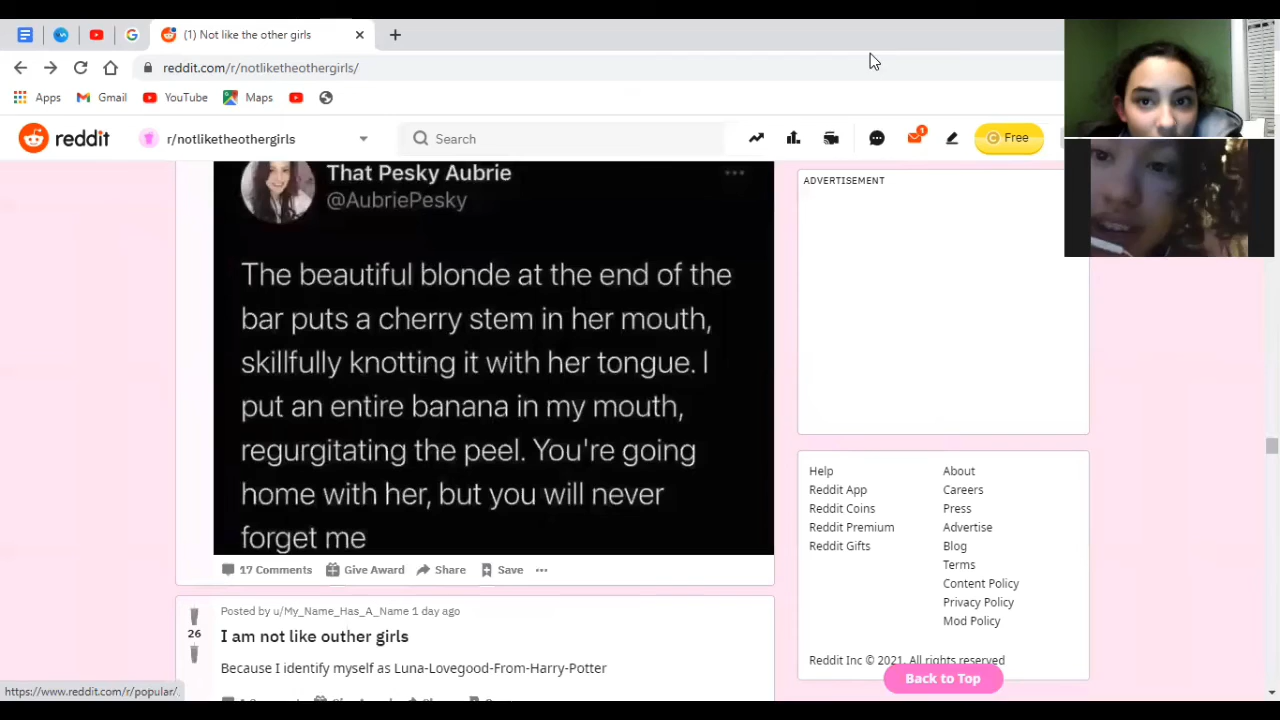 (1) Not like the other girls
reddit.com/r/notliketheothergirls/
Apps Gmail YouTube Maps
reddit r/notliketheothergirls Search 1 C Free
That Pesky Aubrie
@AubriePesky
The beautiful blonde at the end of the
bar puts a cherry stem in her mouth,
skillfully knotting it with her tongue. I
put an entire banana in my mouth,
regurgitating the peel. You're going
home with her, but you will never
forget me
17 Comments Give Award Share Save
Posted by u/My_Name_Has_A_Name 1 day ago
26
I am not like outher girls
Because I identify myself as Luna-Lovegood-From-Harry-Potter
ADVERTISEMENT
Help About
Reddit App Careers
Reddit Coins Press
Reddit Premium Advertise
Reddit Gifts Blog
Terms
Content Policy
Privacy Policy
Mod Policy
Reddit Inc © 2021. All rights reserved
Back to Top
https://www.reddit.com/r/popular/